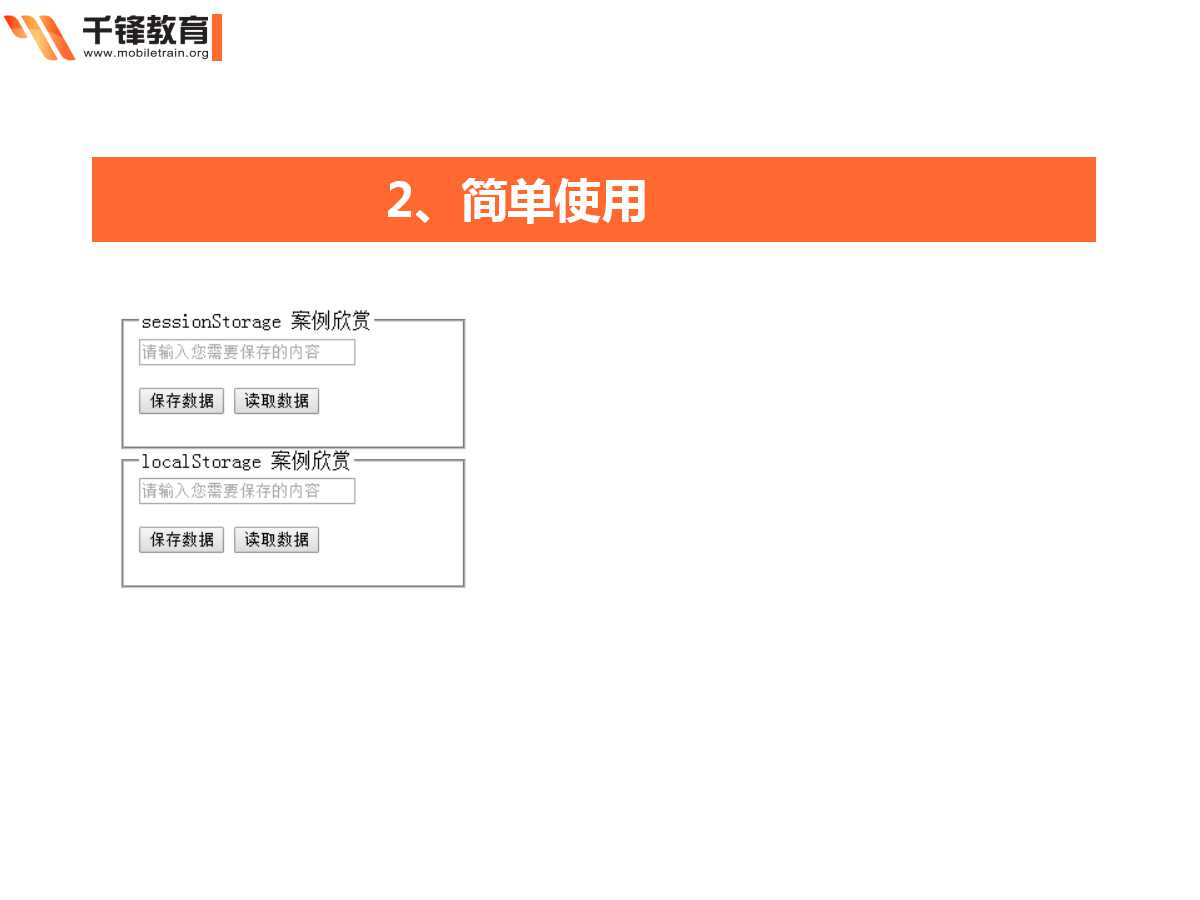 千锋教育
www.mobiletrain.org
2、简单使用
sessionStorage 案例欣赏
请输入您需要保存的内容
保存数据 读取数据
localStorage 案例欣赏
请输入您需要保存的内容
保存数据 读取数据